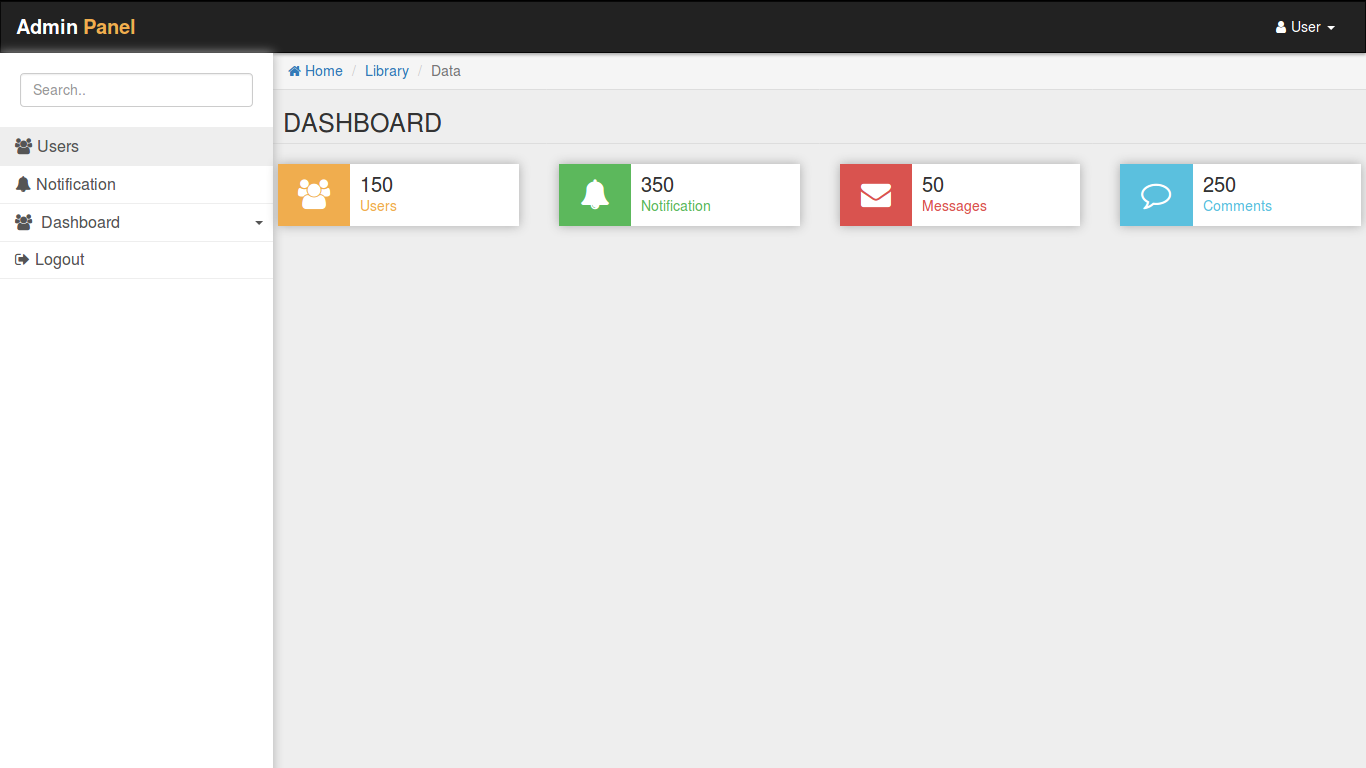 Admin Panel
User
Search..
Users
Notification
Dashboard
Logout
Home / Library / Data
DASHBOARD
150
Users
350
Notification
50
Messages
250
Comments